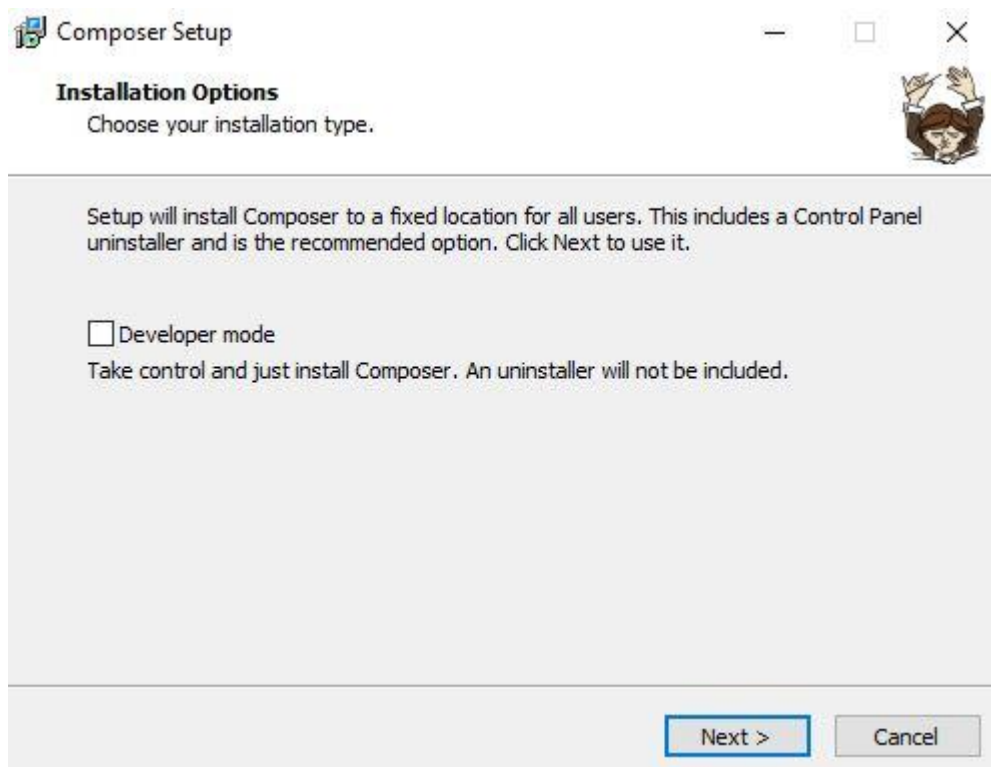 Composer Setup
Installation Options
Choose your installation type.
Setup will install Composer to a fixed location for all users. This includes a Control Panel
uninstaller and is the recommended option. Click Next to use it.
Developer mode
Take control and just install Composer. An uninstaller will not be included.
Next >
Cancel